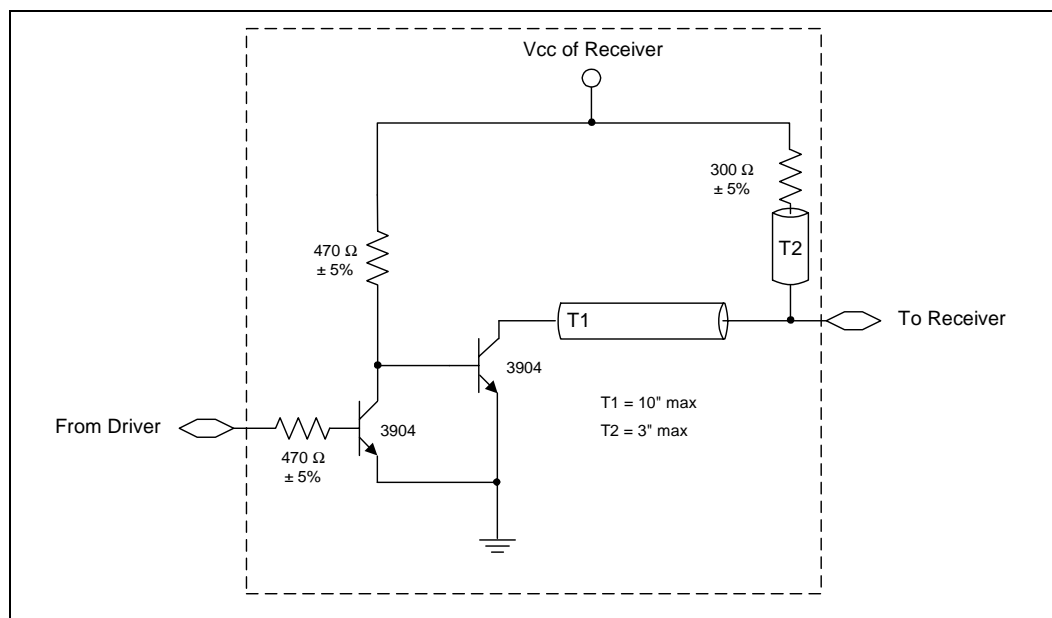 Vcc of Receiver
300 Ω
± 5%
T2
470 Ω
± 5%
T1
To Receiver
3904
T1 = 10" max
T2 = 3" max
From Driver
3904
470 Ω
± 5%